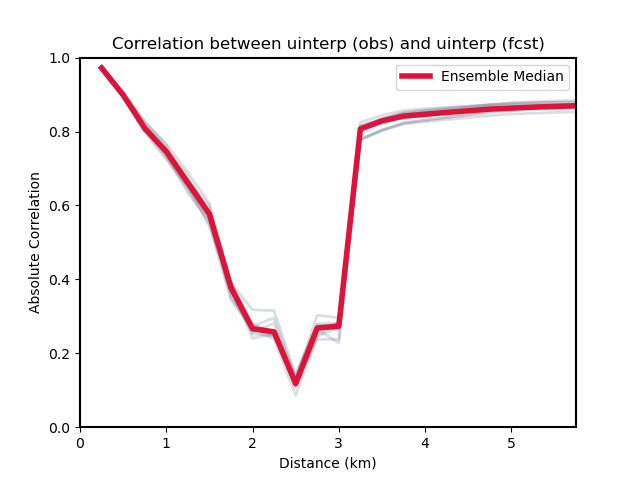 Correlation between uinterp (obs) and uinterp (fcst)
Ensemble Median
Absolute Correlation
1.0
0.8
0.6
0.4
0.2
0.0
0 1 2 3 4 5
Distance (km)